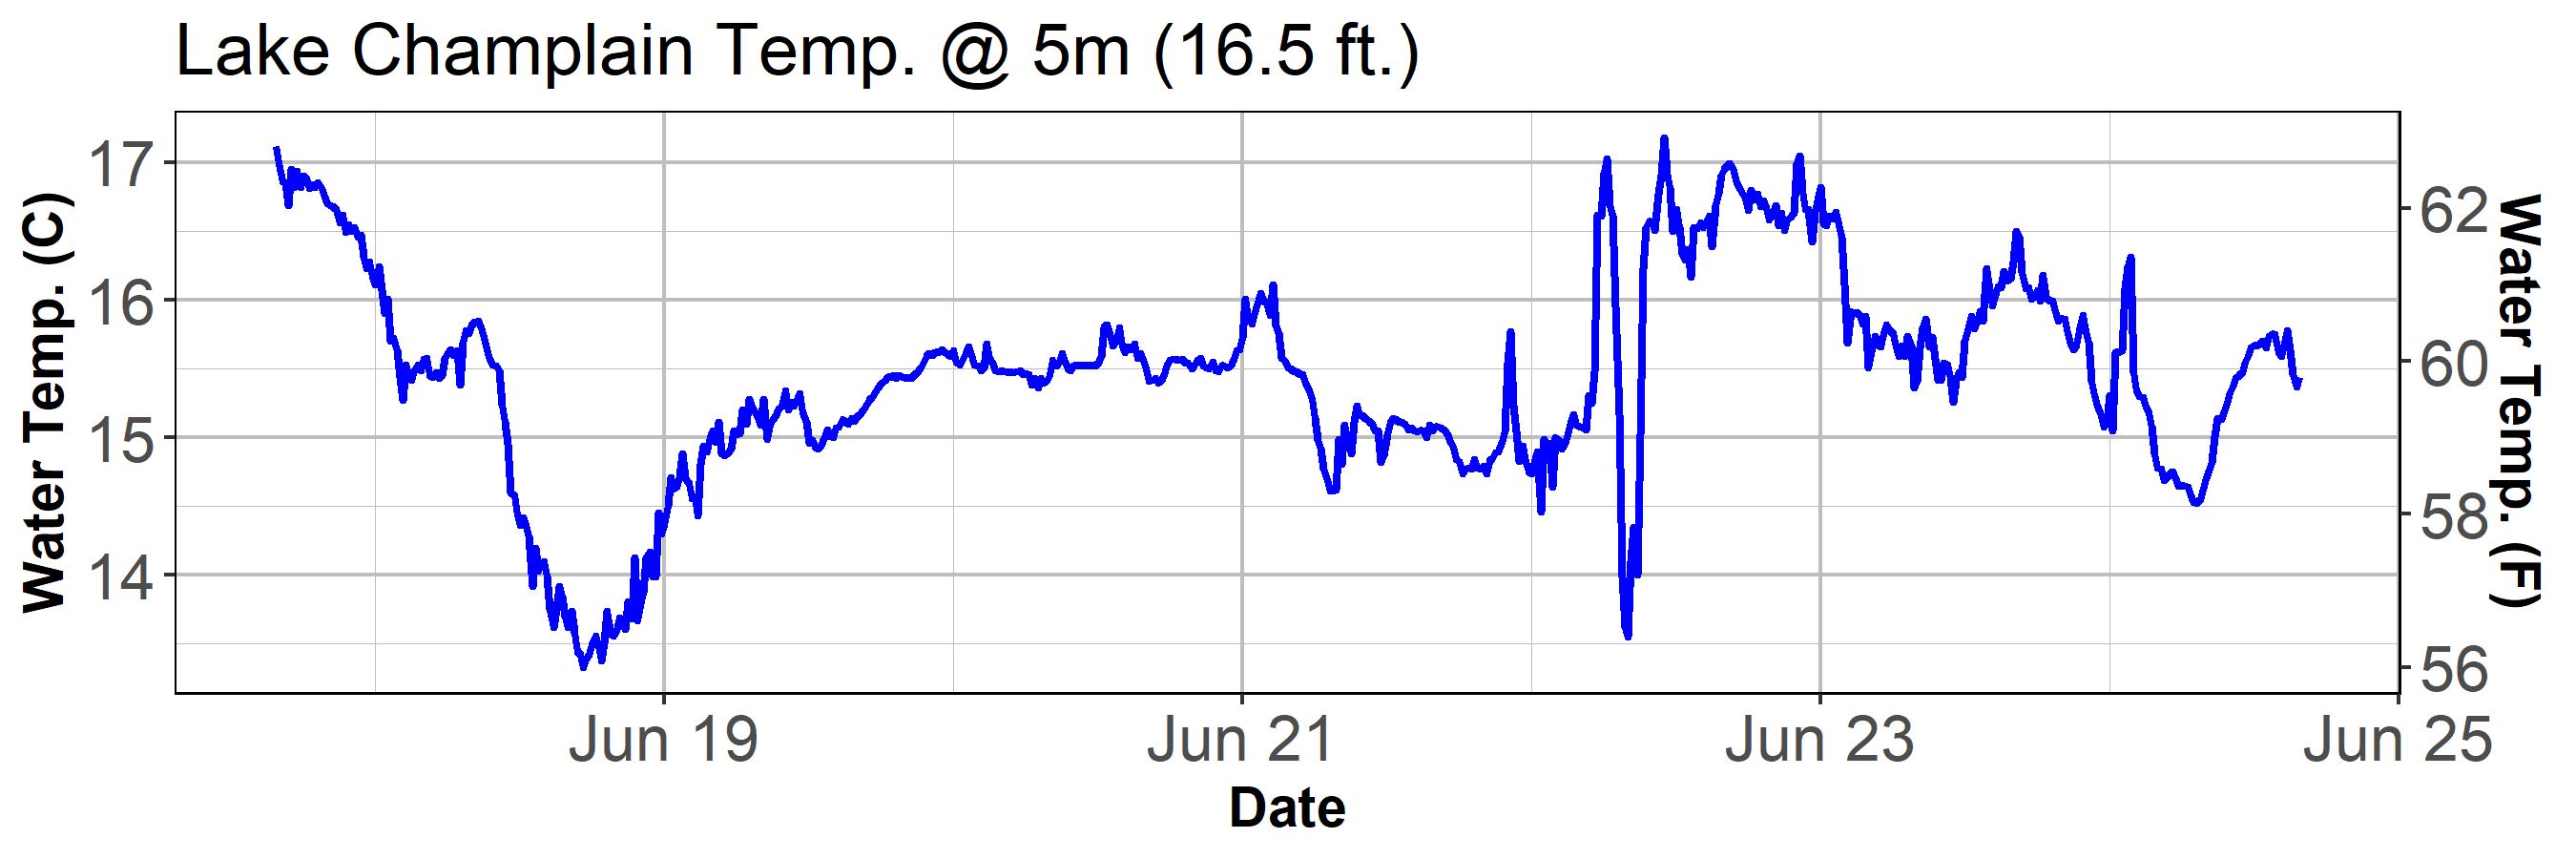 Lake Champlain Temp. @ 5m (16.5 ft.)
Water Temp. (C)
17
16
15
14
62
60
58
56
Water Temp. (F)
Jun 19
Jun 21
Jun 23
Jun 25
Date